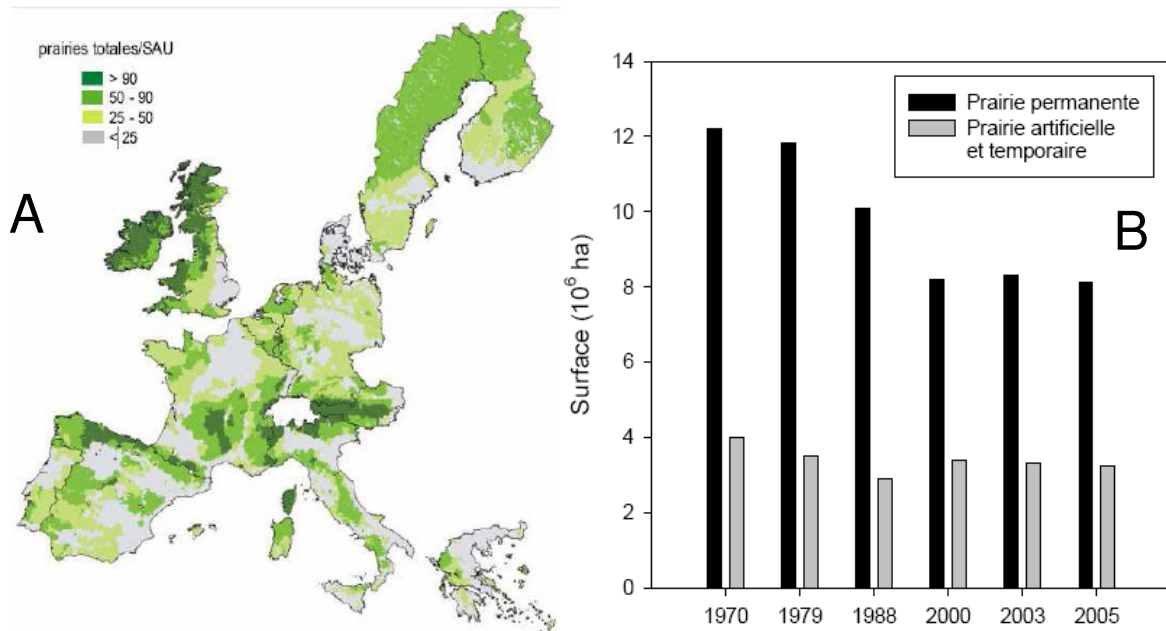 prairies totales/SAU
> 90
50 - 90
25 - 50
< 25
A
Surface (10⁶ ha)
14
12
10
8
6
4
2
0
Prairie permanente
Prairie artificielle
et temporaire
B
1970 1979 1988 2000 2003 2005